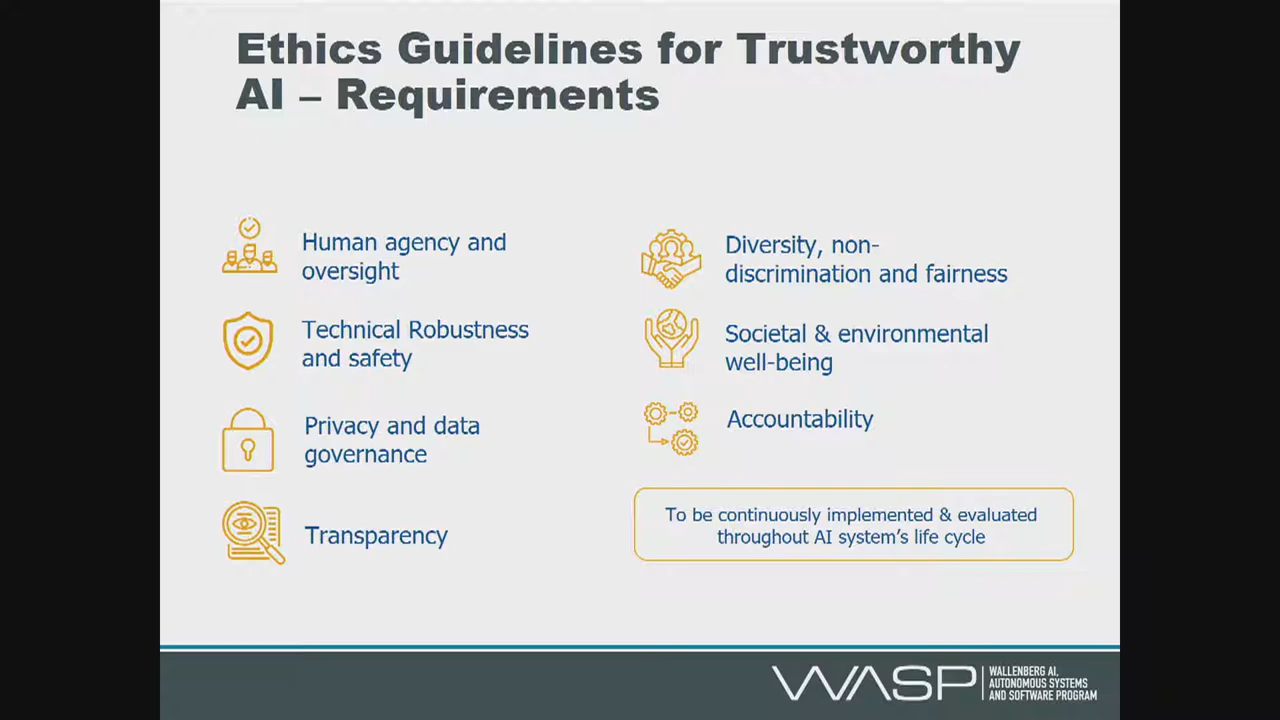 Ethics Guidelines for Trustworthy
AI – Requirements
Human agency and
oversight
Technical Robustness
and safety
Privacy and data
governance
Transparency
Diversity, non-
discrimination and fairness
Societal & environmental
well-being
Accountability
To be continuously implemented & evaluated
throughout AI system's life cycle
WASP
WALLENBERG AI,
AUTONOMOUS SYSTEMS
AND SOFTWARE PROGRAM